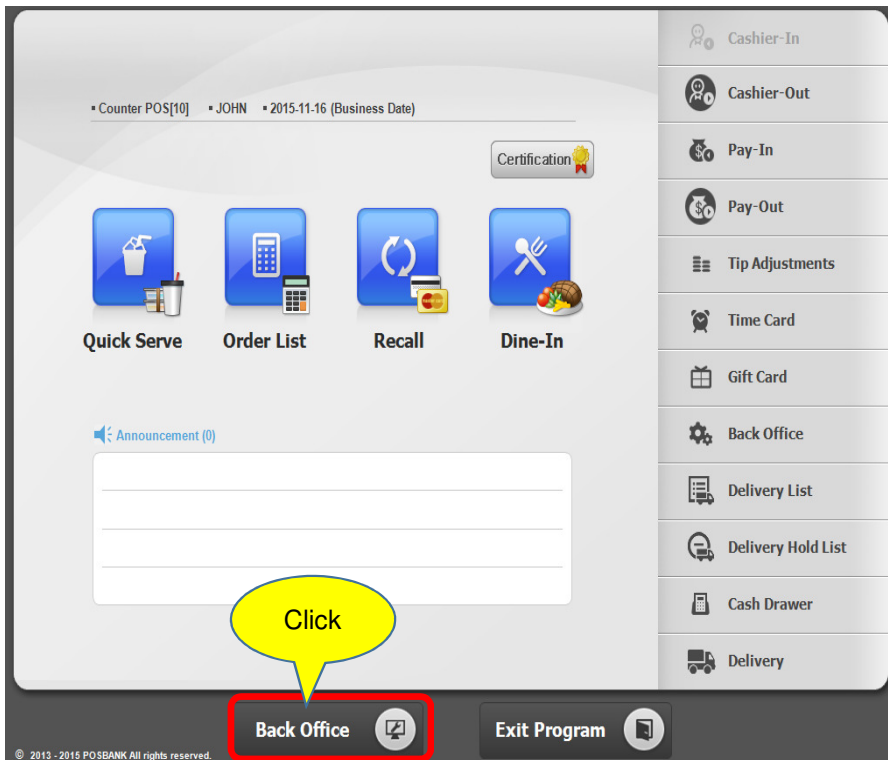 Cashier-In
▪ Counter POS[10] ▪ JOHN ▪ 2015-11-16 (Business Date)
Cashier-Out
Certification
Pay-In
Pay-Out
Tip Adjustments
Quick Serve Order List Recall Dine-In
Time Card
Gift Card
Announcement (0)
Back Office
Delivery List
Delivery Hold List
Click
Cash Drawer
Delivery
Back Office
Exit Program
© 2013 - 2015 POSBANK All rights reserved.